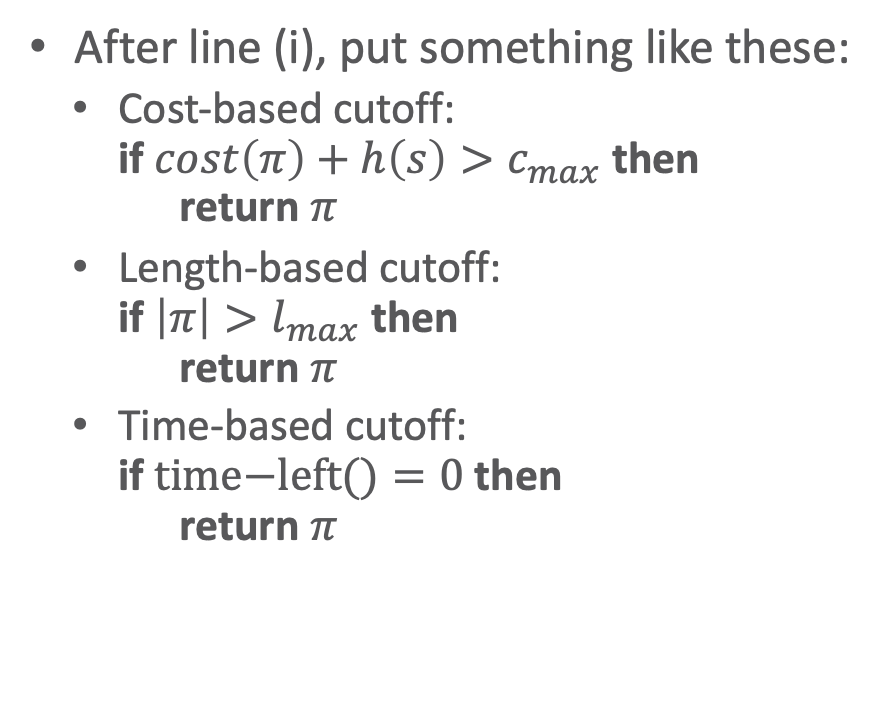 • After line (i), put something like these:
• Cost-based cutoff:
if 𝑐𝑜𝑠𝑡(𝜋) + ℎ(𝑠) > 𝑐𝑚𝑎𝑥 then
return 𝜋
• Length-based cutoff:
if |𝜋| > 𝑙𝑚𝑎𝑥 then
return 𝜋
• Time-based cutoff:
if time−left() = 0 then
return 𝜋